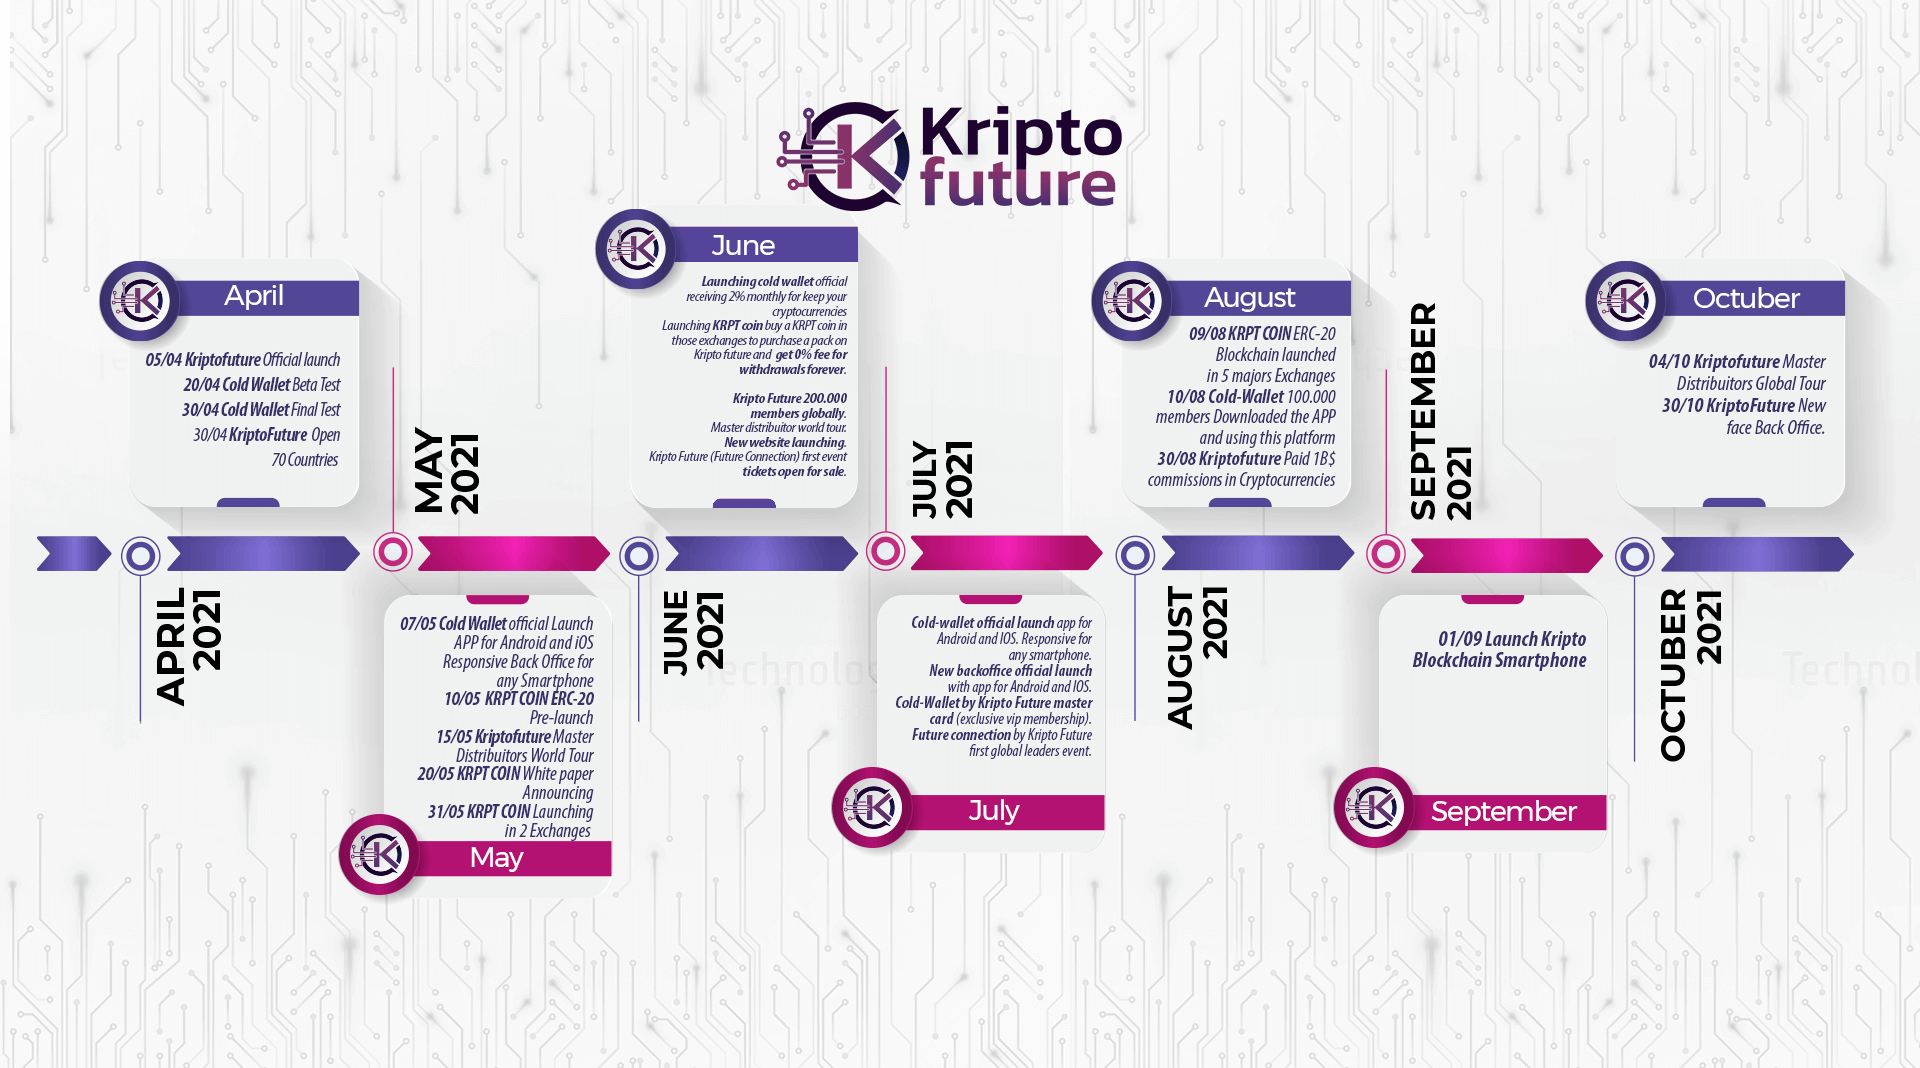 Kripto
future
April
05/04 Kriptofuture Official launch
20/04 Cold Wallet Beta Test
30/04 Cold Wallet Final Test
30/04 KriptoFuture Open
70 Countries
APRIL
2021
MAY
2021
07/05 Cold Wallet official Launch
APP for Android and iOS
Responsive Back Office for
any Smartphone
10/05 KRPT COIN ERC-20
Pre-launch
15/05 Kriptofuture Master
Distribuitors World Tour
20/05 KRPT COIN White paper
Announcing
31/05 KRPT COIN Launching
in 2 Exchanges
May
June
Launching cold wallet official
receiving 2% monthly for keep your
cryptocurrencies
Launching KRPT coin buy a KRPT coin in
those exchanges to purchase a pack on
Kripto future and get 0% fee for
withdrawals forever.
Kripto Future 200.000
members globally.
Master distribuitor world tour.
New website launching.
Kripto Future (Future Connection) first event
tickets open for sale.
JUNE
2021
JULY
2021
Cold-wallet official launch app for
Android and IOS. Responsive for
any smartphone.
New backoffice official launch
with app for Android and IOS.
Cold-Wallet by Kripto Future master
card (exclusive vip membership).
Future connection by Kripto Future
first global leaders event.
July
August
09/08 KRPT COIN ERC-20
Blockchain launched
in 5 majors Exchanges
10/08 Cold-Wallet 100.000
members Downloaded the APP
and using this platform
30/08 Kriptofuture Paid 1B$
commissions in Cryptocurrencies
AUGUST
2021
SEPTEMBER
2021
01/09 Launch Kripto
Blockchain Smartphone
September
Octuber
04/10 Kriptofuture Master
Distribuitors Global Tour
30/10 KriptoFuture New
face Back Office.
OCTUBER
2021
Technolo
Technol